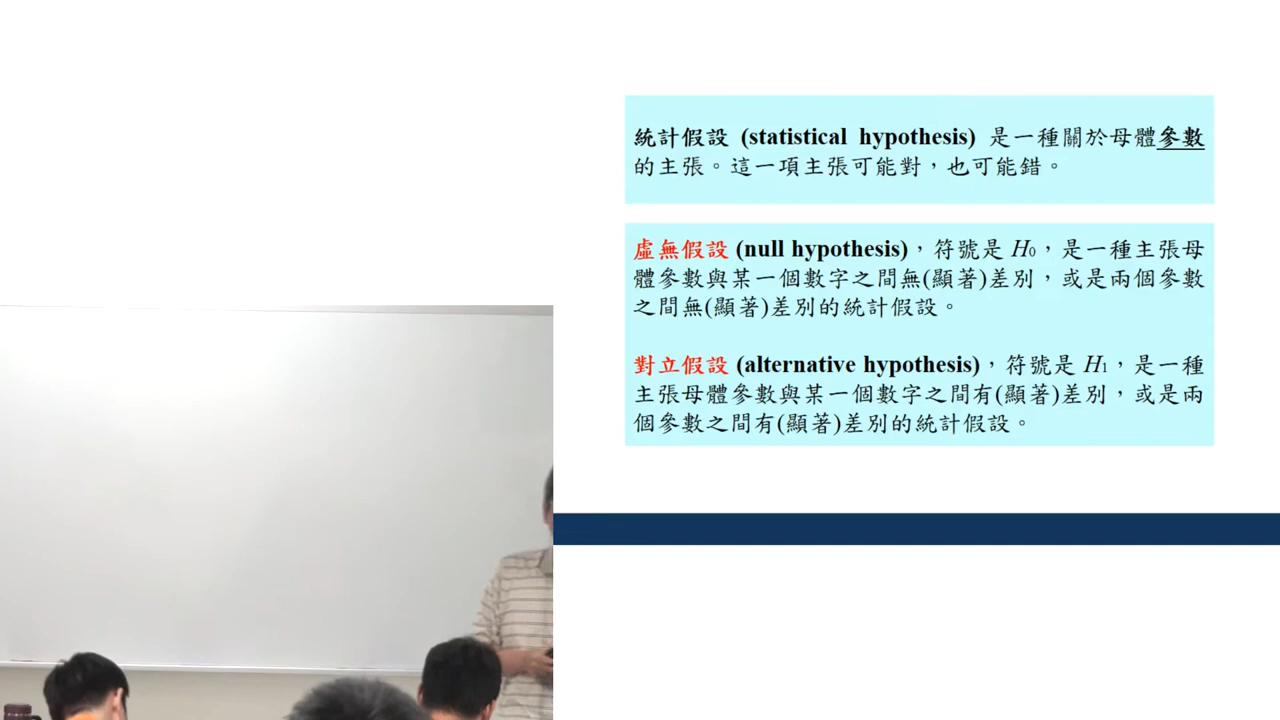 統計假設 (statistical hypothesis) 是一種關於母體參數
的主張。這一項主張可能對，也可能錯。
虛無假設 (null hypothesis)，符號是 H0，是一種主張母
體參數與某一個數字之間無(顯著)差別，或是兩個參數
之間無(顯著)差別的統計假設。
對立假設 (alternative hypothesis)，符號是 H1，是一種
主張母體參數與某一個數字之間有(顯著)差別，或是兩
個參數之間有(顯著)差別的統計假設。